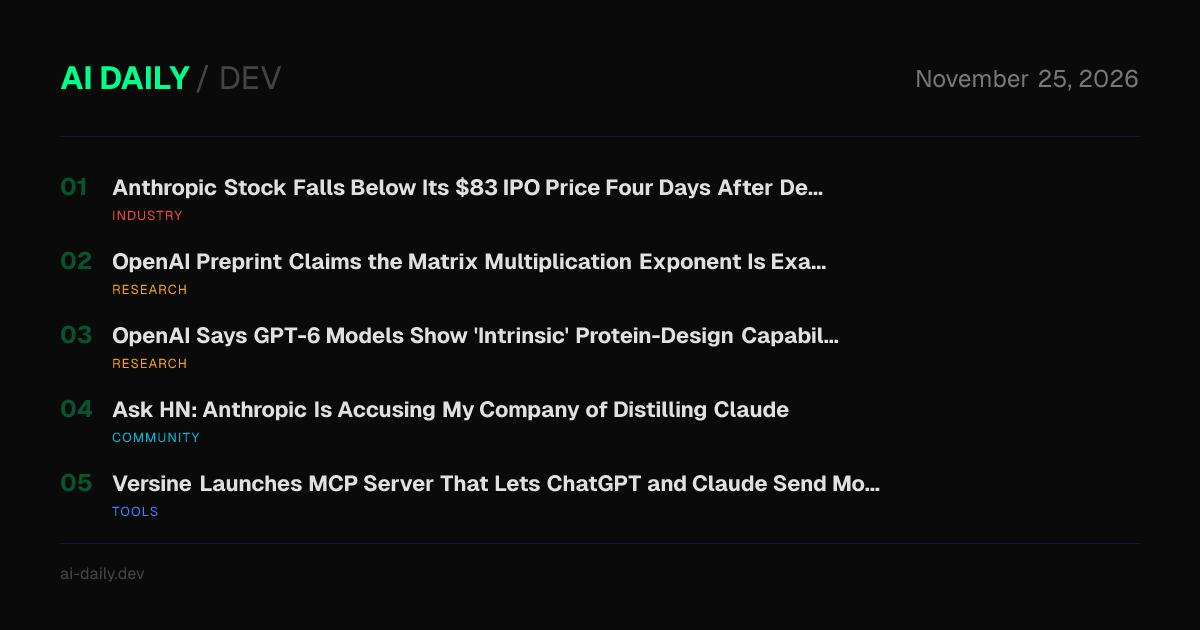 AI DAILY / DEV
November 25, 2026
01 Anthropic Stock Falls Below Its $83 IPO Price Four Days After De...
INDUSTRY
02 OpenAI Preprint Claims the Matrix Multiplication Exponent Is Exa...
RESEARCH
03 OpenAI Says GPT-6 Models Show 'Intrinsic' Protein-Design Capabil...
RESEARCH
04 Ask HN: Anthropic Is Accusing My Company of Distilling Claude
COMMUNITY
05 Versine Launches MCP Server That Lets ChatGPT and Claude Send Mo...
TOOLS
ai-daily.dev